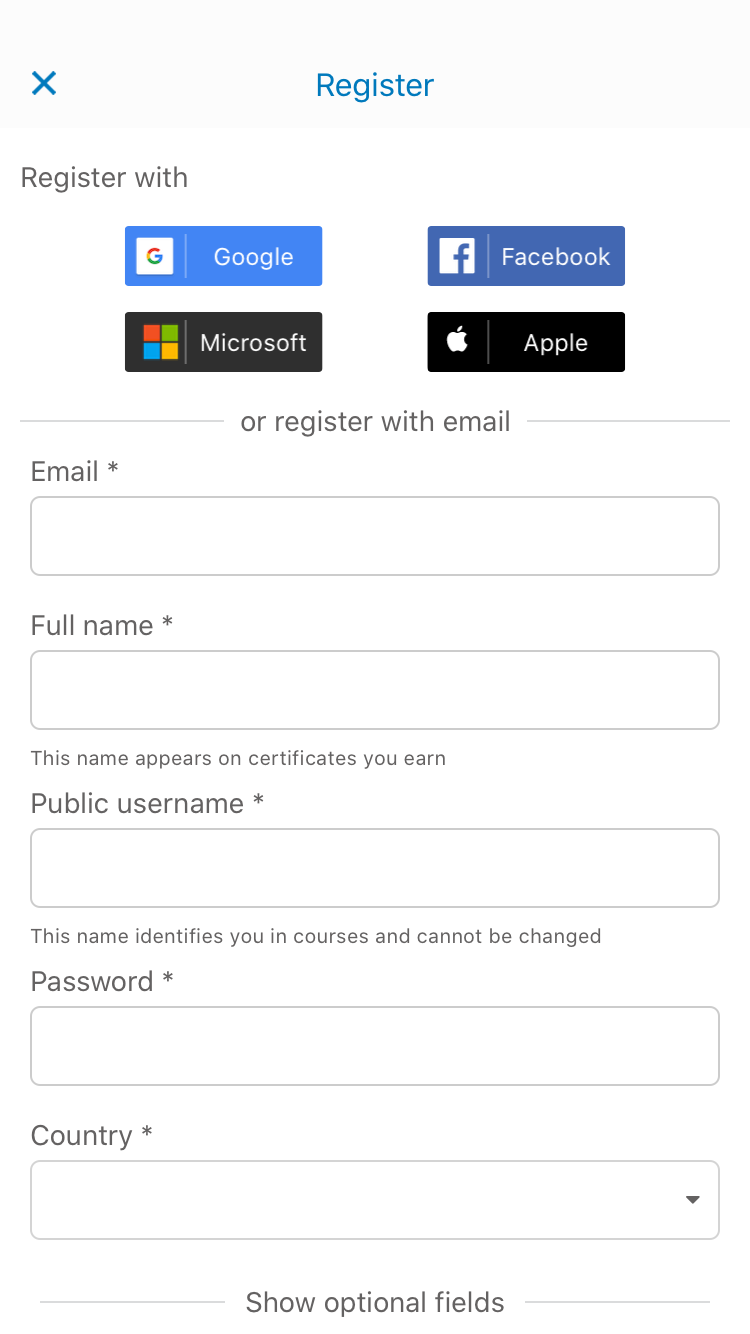 Register
Register with
Google
Facebook
Microsoft
Apple
or register with email
Email *
Full name *
This name appears on certificates you earn
Public username *
This name identifies you in courses and cannot be changed
Password *
Country *
Show optional fields